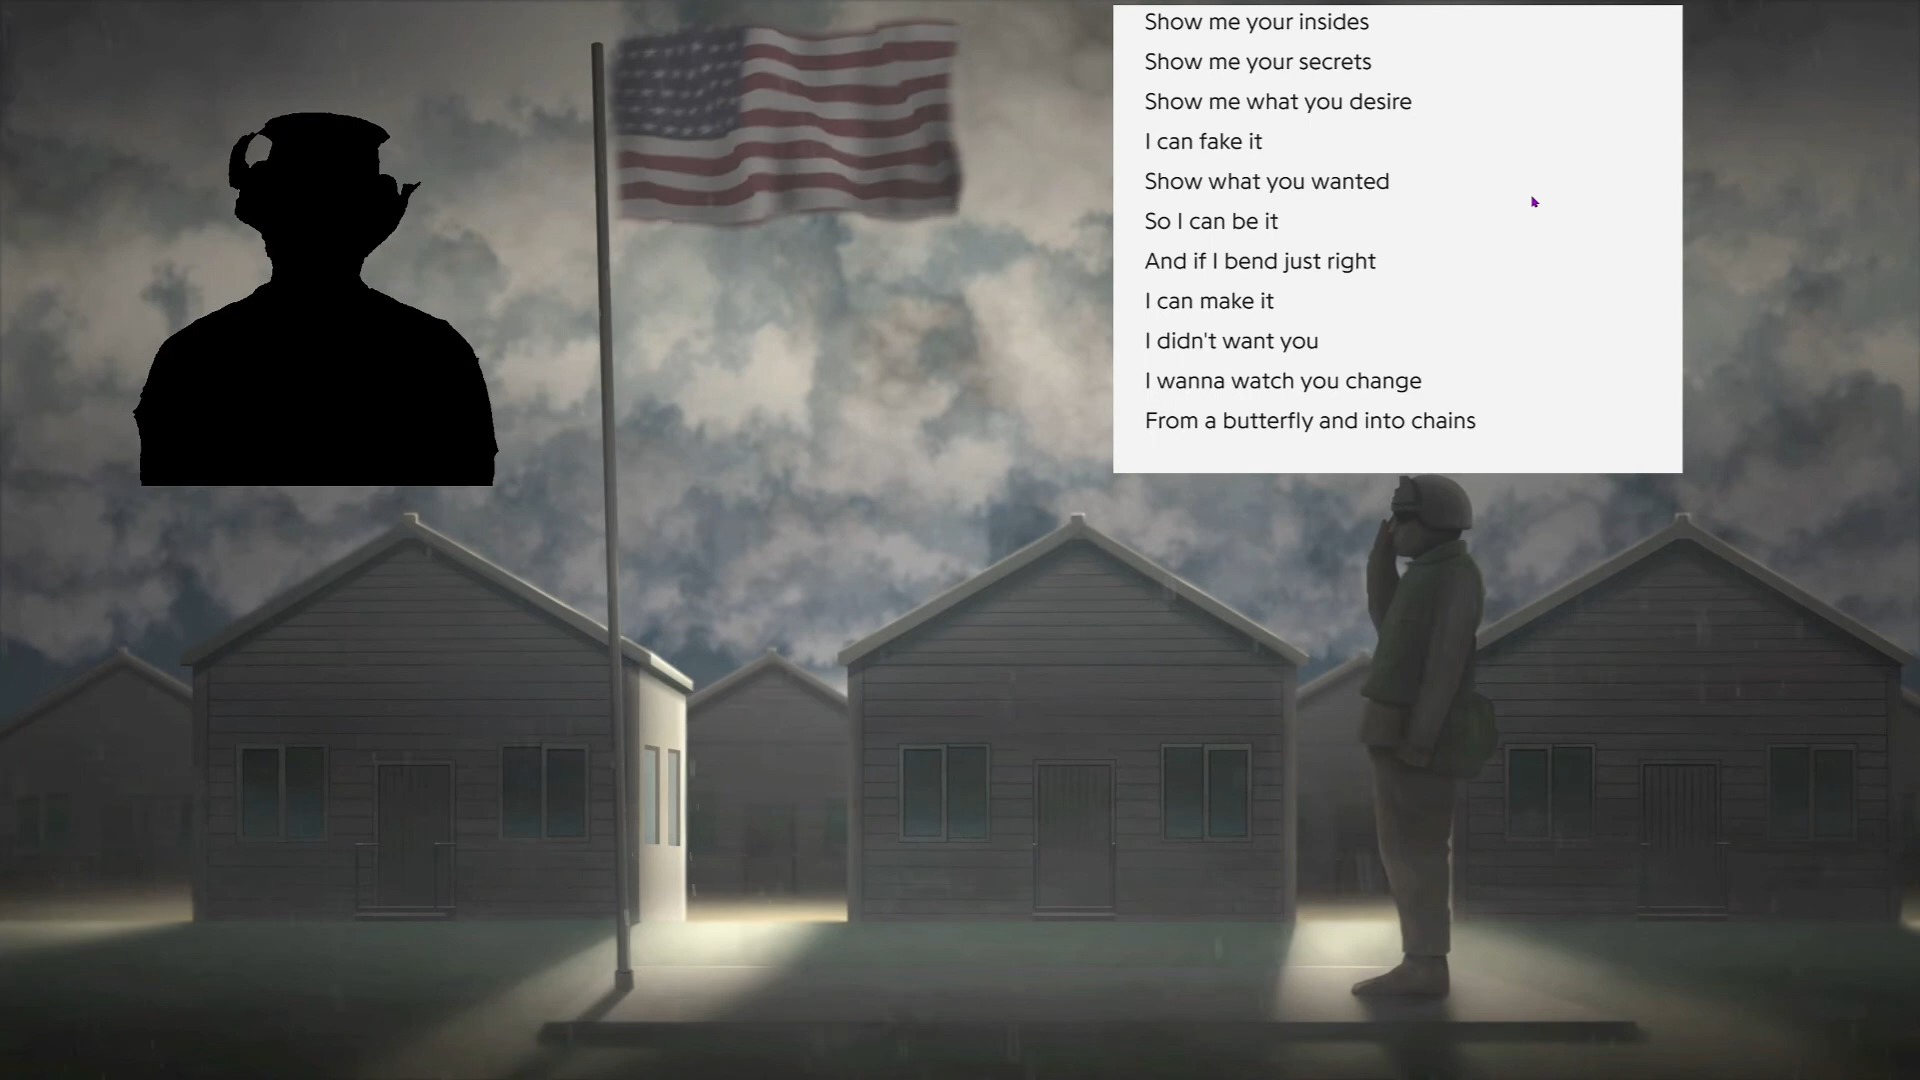 Show me your insides
Show me your secrets
Show me what you desire
I can fake it
Show what you wanted
So I can be it
And if I bend just right
I can make it
I didn't want you
I wanna watch you change
From a butterfly and into chains